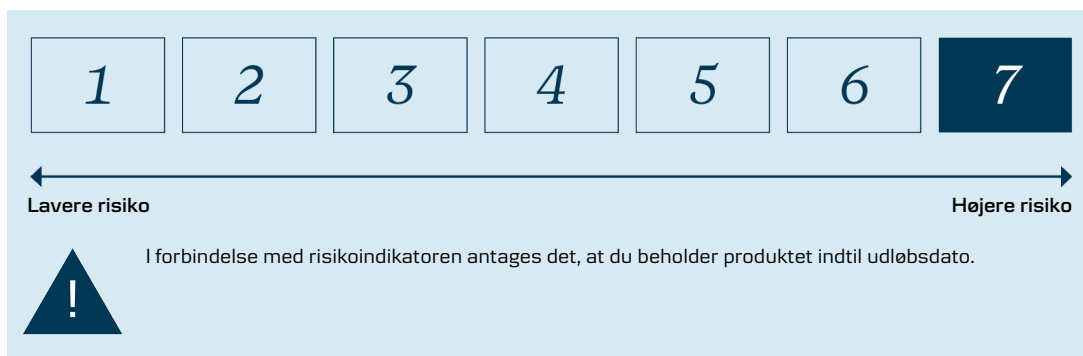 1 2 3 4 5 6 7
Lavere risiko Højere risiko
I forbindelse med risikoindikatoren antages det, at du beholder produktet indtil udløbsdato.
!